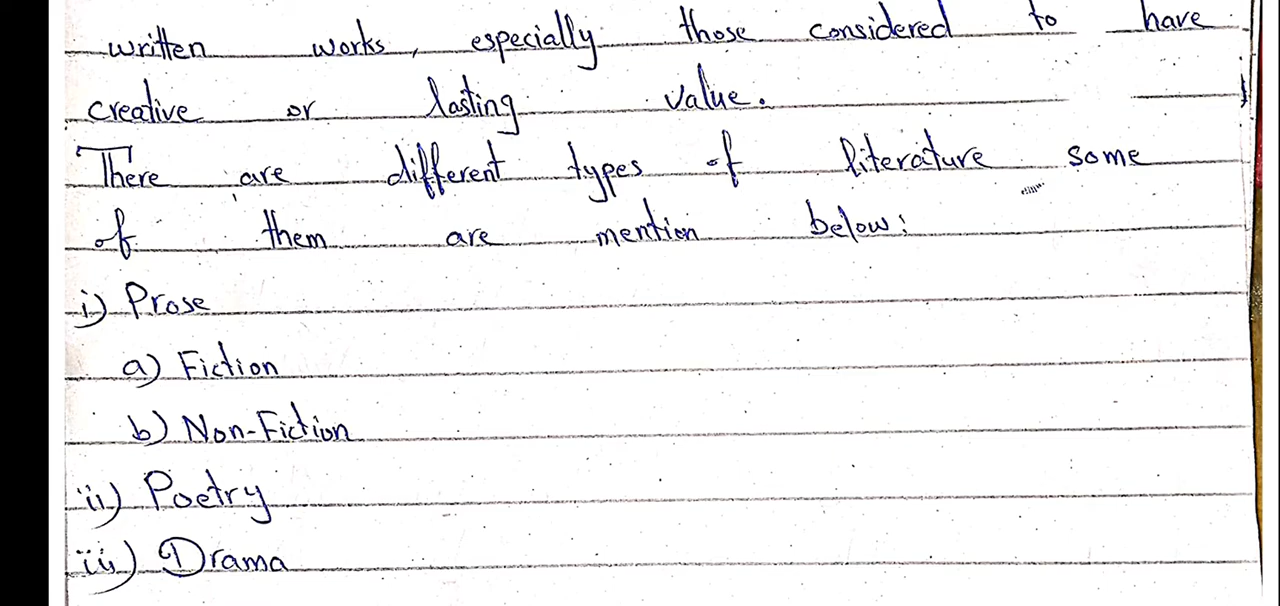 written works, especially those considered to have
creative or lasting value.
There are different types of literature some
of them are mention below:
i) Prose
a) Fiction
b) Non-Fiction
ii) Poetry
iii) Drama